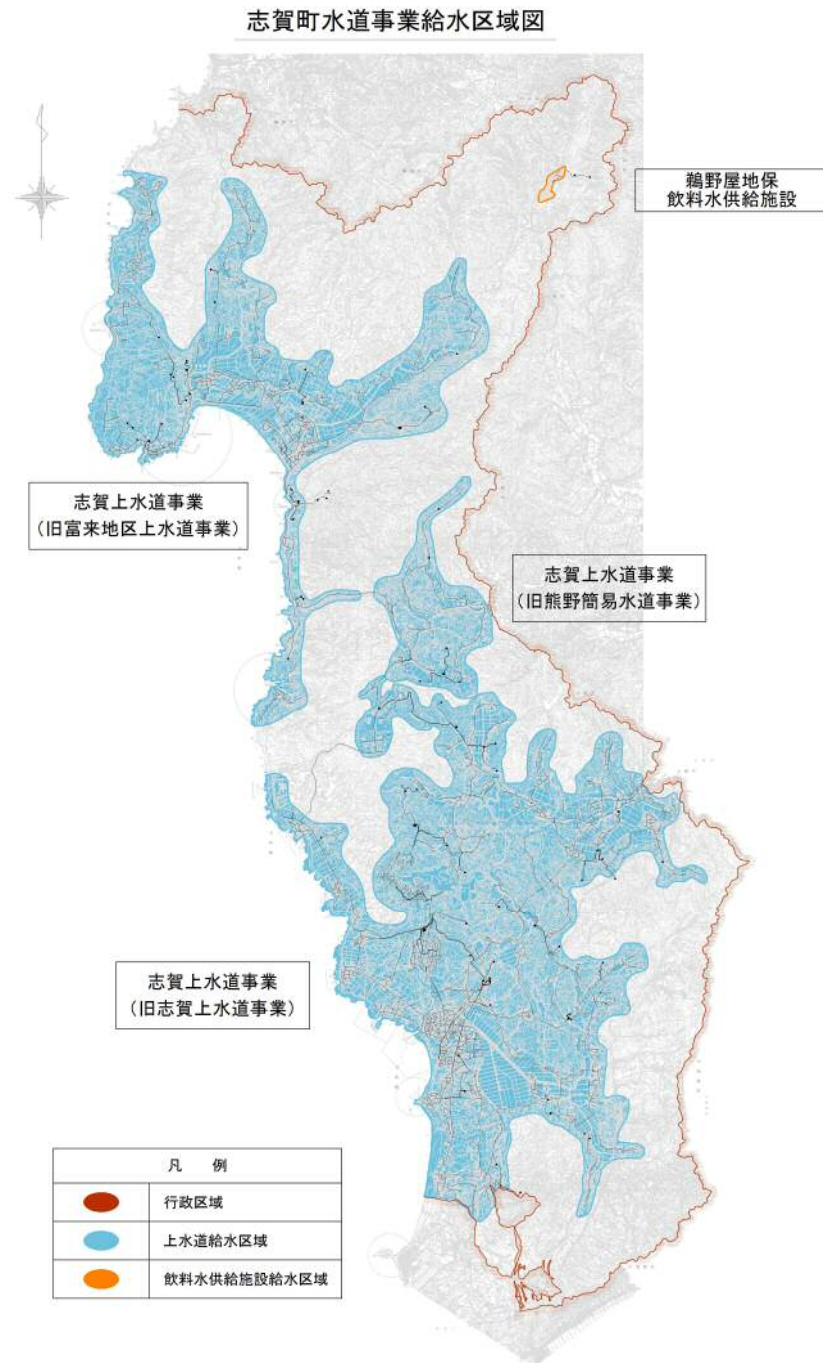 志賀町水道事業給水区域図
鵜野屋地保
飲料水供給施設
志賀上水道事業
(旧富来地区上水道事業)
志賀上水道事業
(旧熊野簡易水道事業)
志賀上水道事業
(旧志賀上水道事業)
凡 例
行政区域
上水道給水区域
飲料水供給施設給水区域